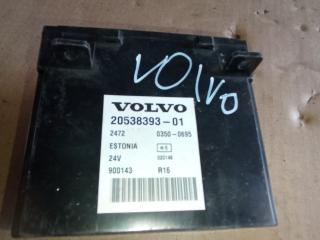 VOLVO
VOLVO
20538393-01
2472 0350-0695
ESTONIA
24V
900143 R16